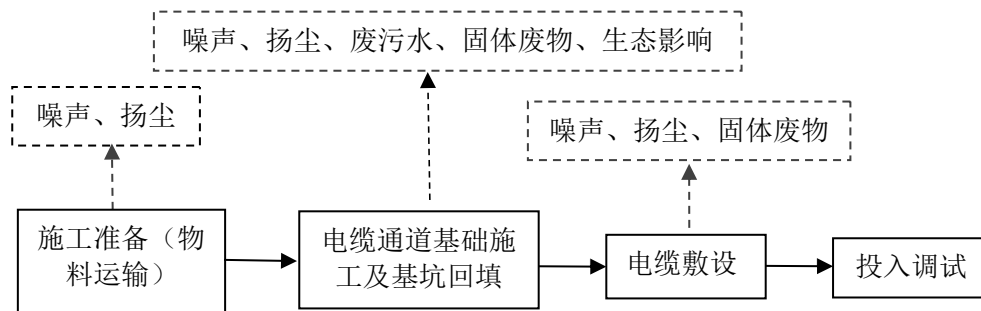 噪声、扬尘、废污水、固体废物、生态影响
噪声、扬尘
噪声、扬尘、固体废物
施工准备（物
料运输）
电缆通道基础施
工及基坑回填
电缆敷设
投入调试